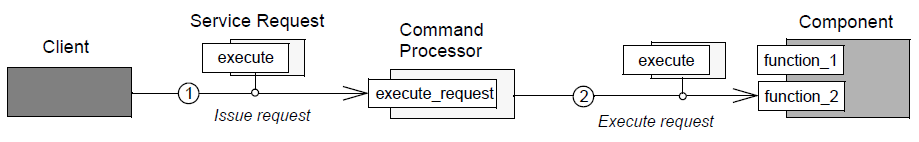 Client
Service Request
execute
1
Issue request
Command
Processor
execute_request
2
execute
Execute request
Component
function_1
function_2